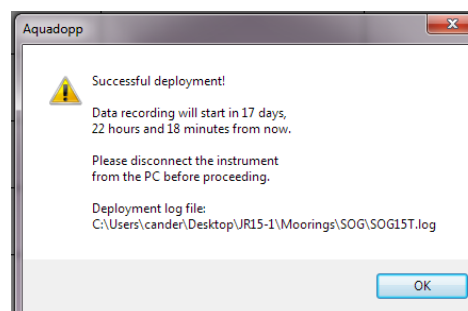 Aquadopp
Successful deployment!
Data recording will start in 17 days,
22 hours and 18 minutes from now.
Please disconnect the instrument
from the PC before proceeding.
Deployment log file:
C:\Users\cander\Desktop\JR15-1\Moorings\SOG\SOG15T.log
OK